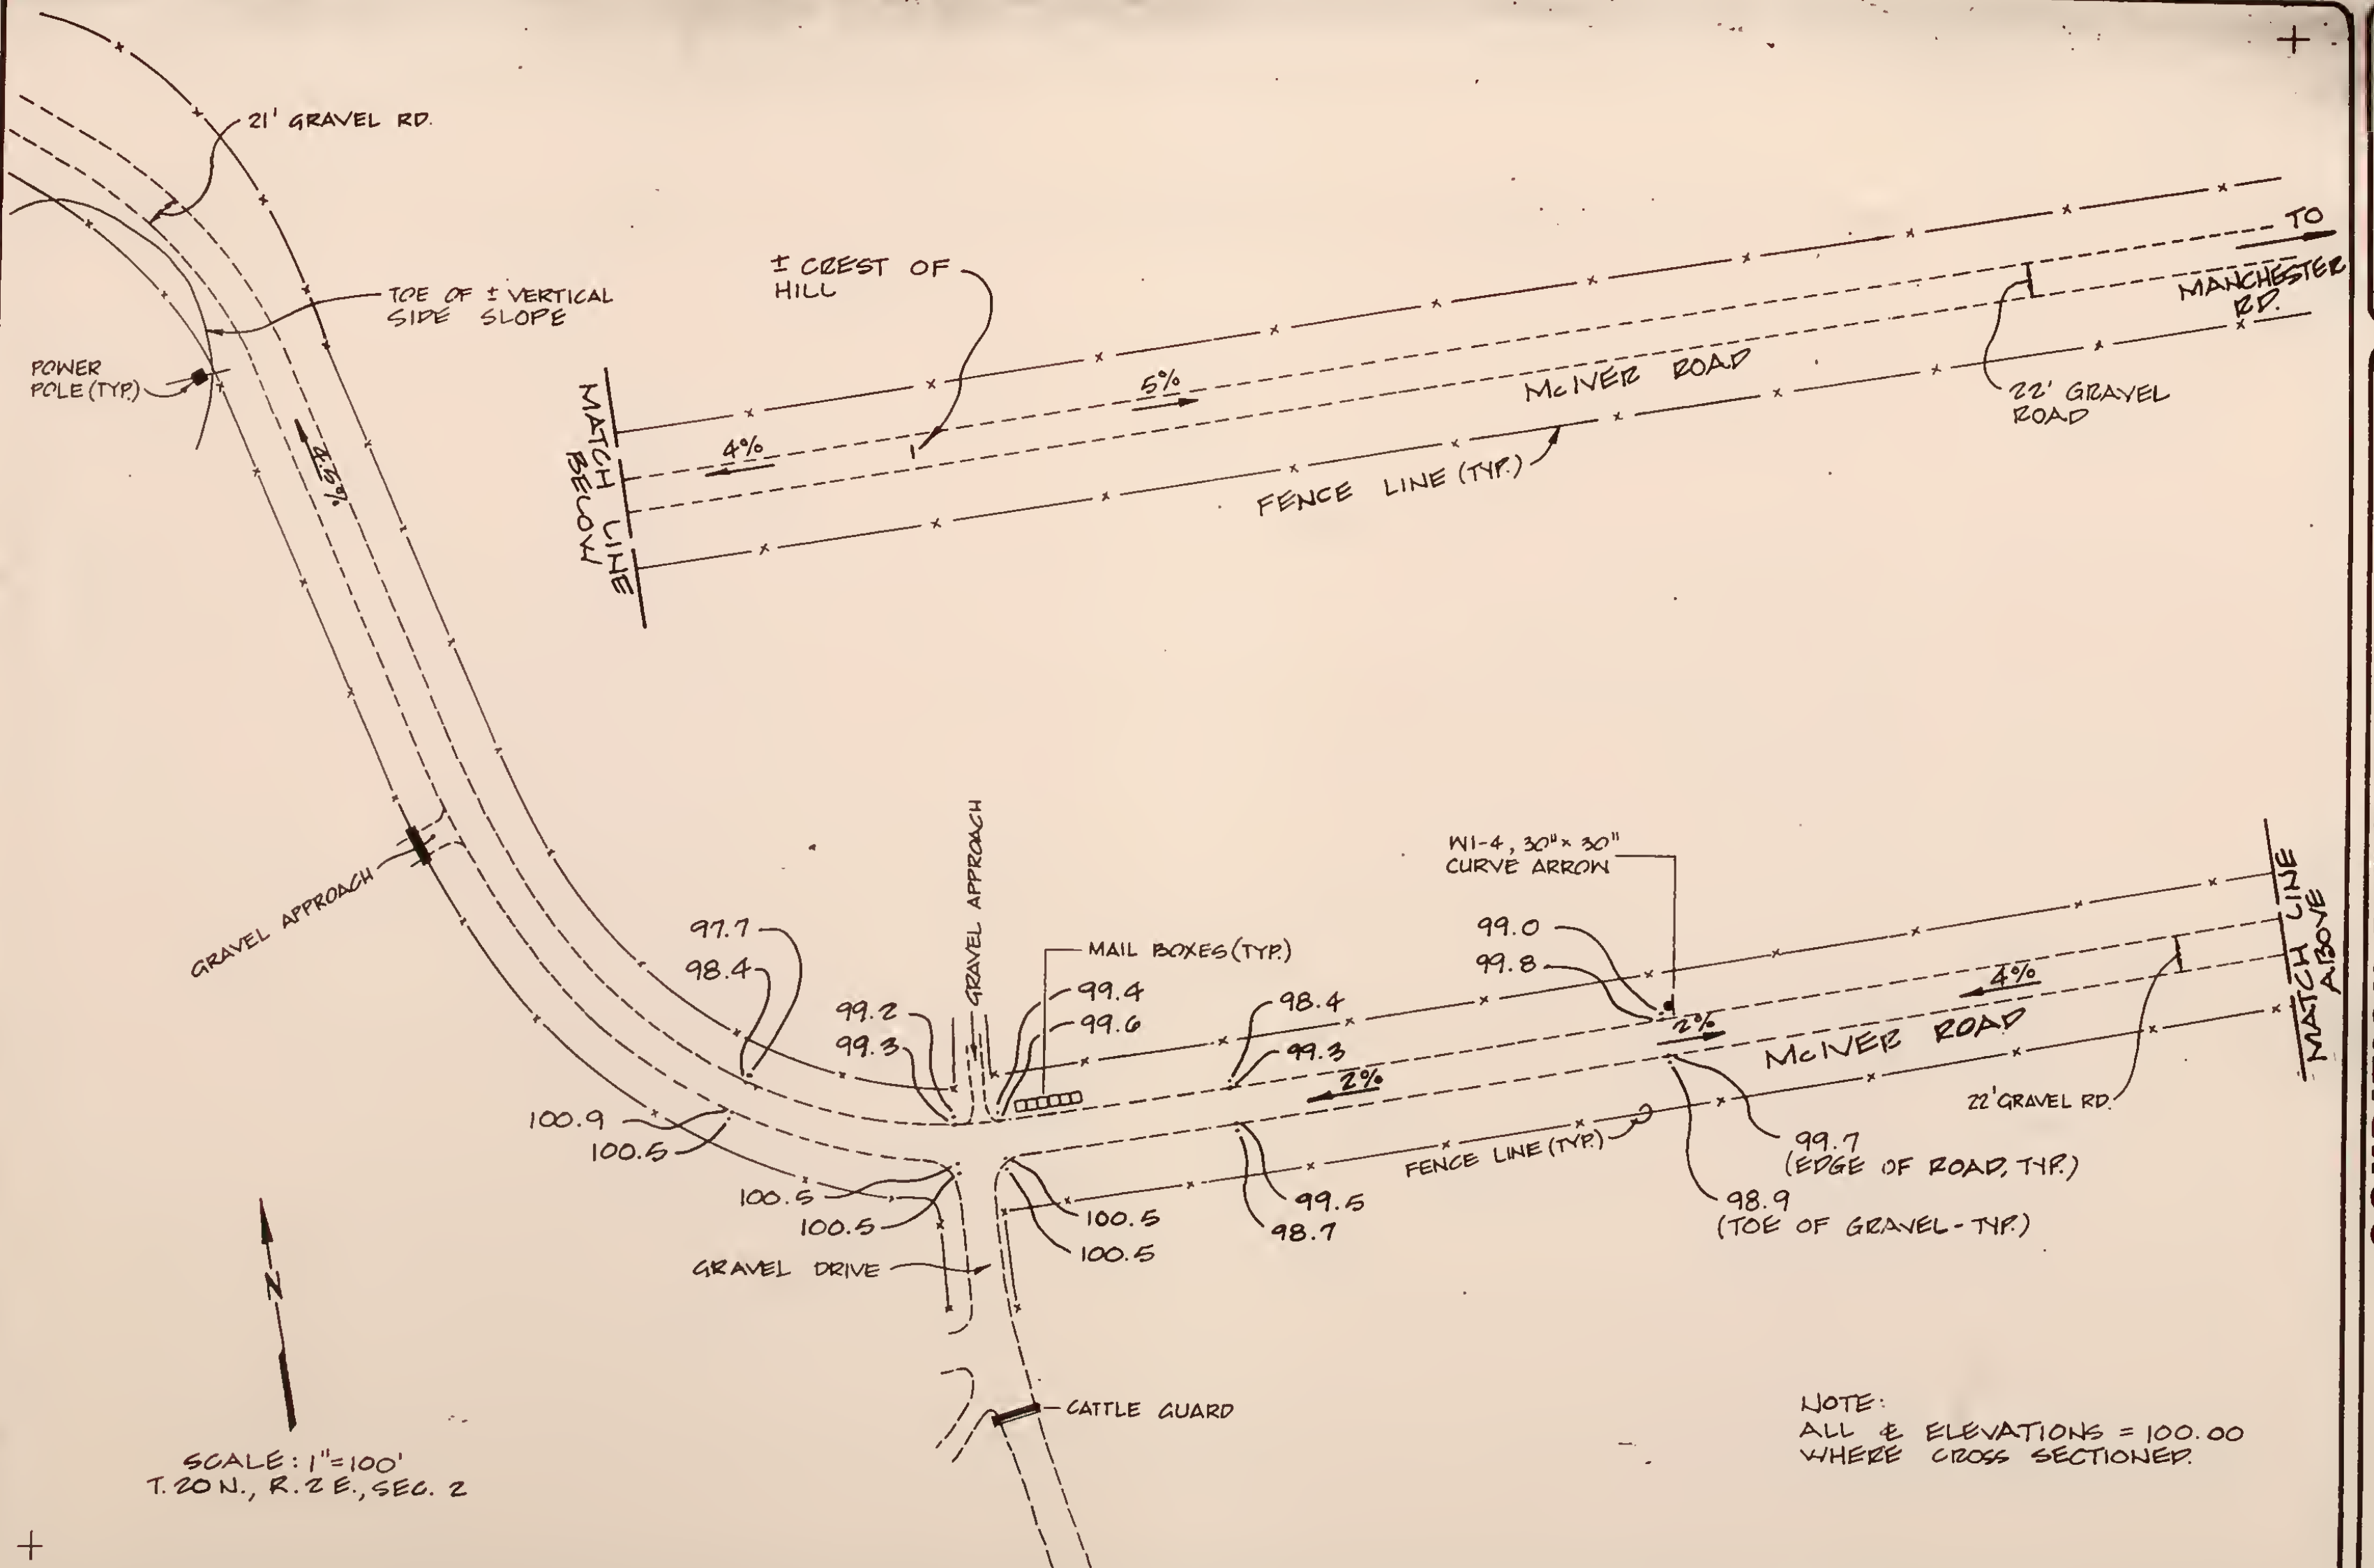 21' GRAVEL RD.
TOE OF ± VERTICAL
SIDE SLOPE
POWER
POLE (TYP.)
± CREST OF
HILL
TO
MANCHESTER
RD.
5%
4%
McIVER ROAD
22' GRAVEL
ROAD
MATCH LINE
BELOW
FENCE LINE (TYP.)
GRAVEL APPROACH
GRAVEL APPROACH
W1-4, 30"x 30"
CURVE ARROW
MATCH LINE
ABOVE
97.7
98.4
MAIL BOXES (TYP.)
99.2
99.3
99.4
99.6
98.4
99.3
99.0
99.8
2%
4%
2%
McIVER ROAD
22' GRAVEL RD.
100.9
100.5
100.5
100.5
100.5
100.5
99.5
98.7
FENCE LINE (TYP.)
99.7
(EDGE OF ROAD, TYP.)
98.9
(TOE OF GRAVEL - TYP.)
GRAVEL DRIVE
N
CATTLE GUARD
SCALE: 1"=100'
T. 20 N., R. 2 E., SEC. 2
NOTE:
ALL ℄ ELEVATIONS = 100.00
WHERE CROSS SECTIONED.